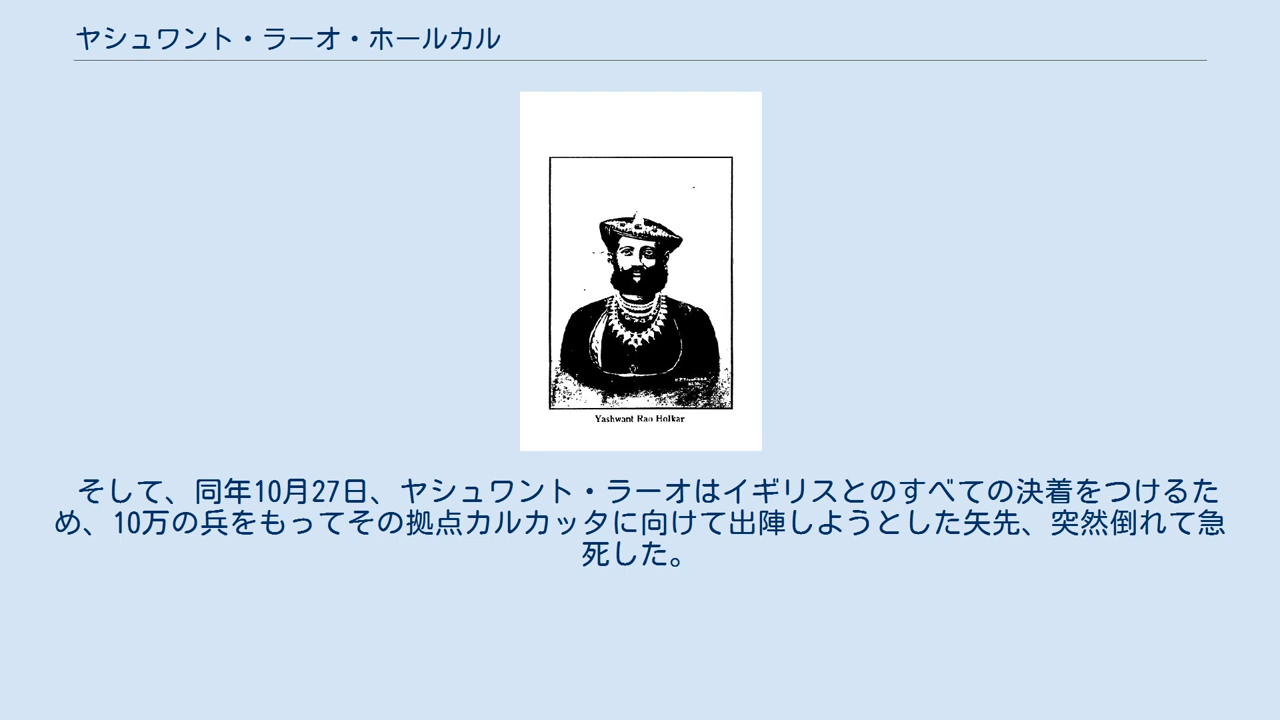 ヤシュワント・ラーオ・ホールカル
Yashwant Rao Holkar
そして、同年10月27日、ヤシュワント・ラーオはイギリスとのすべての決着をつけるた
め、10万の兵をもってその拠点カルカッタに向けて出陣しようとした矢先、突然倒れて急
死した。